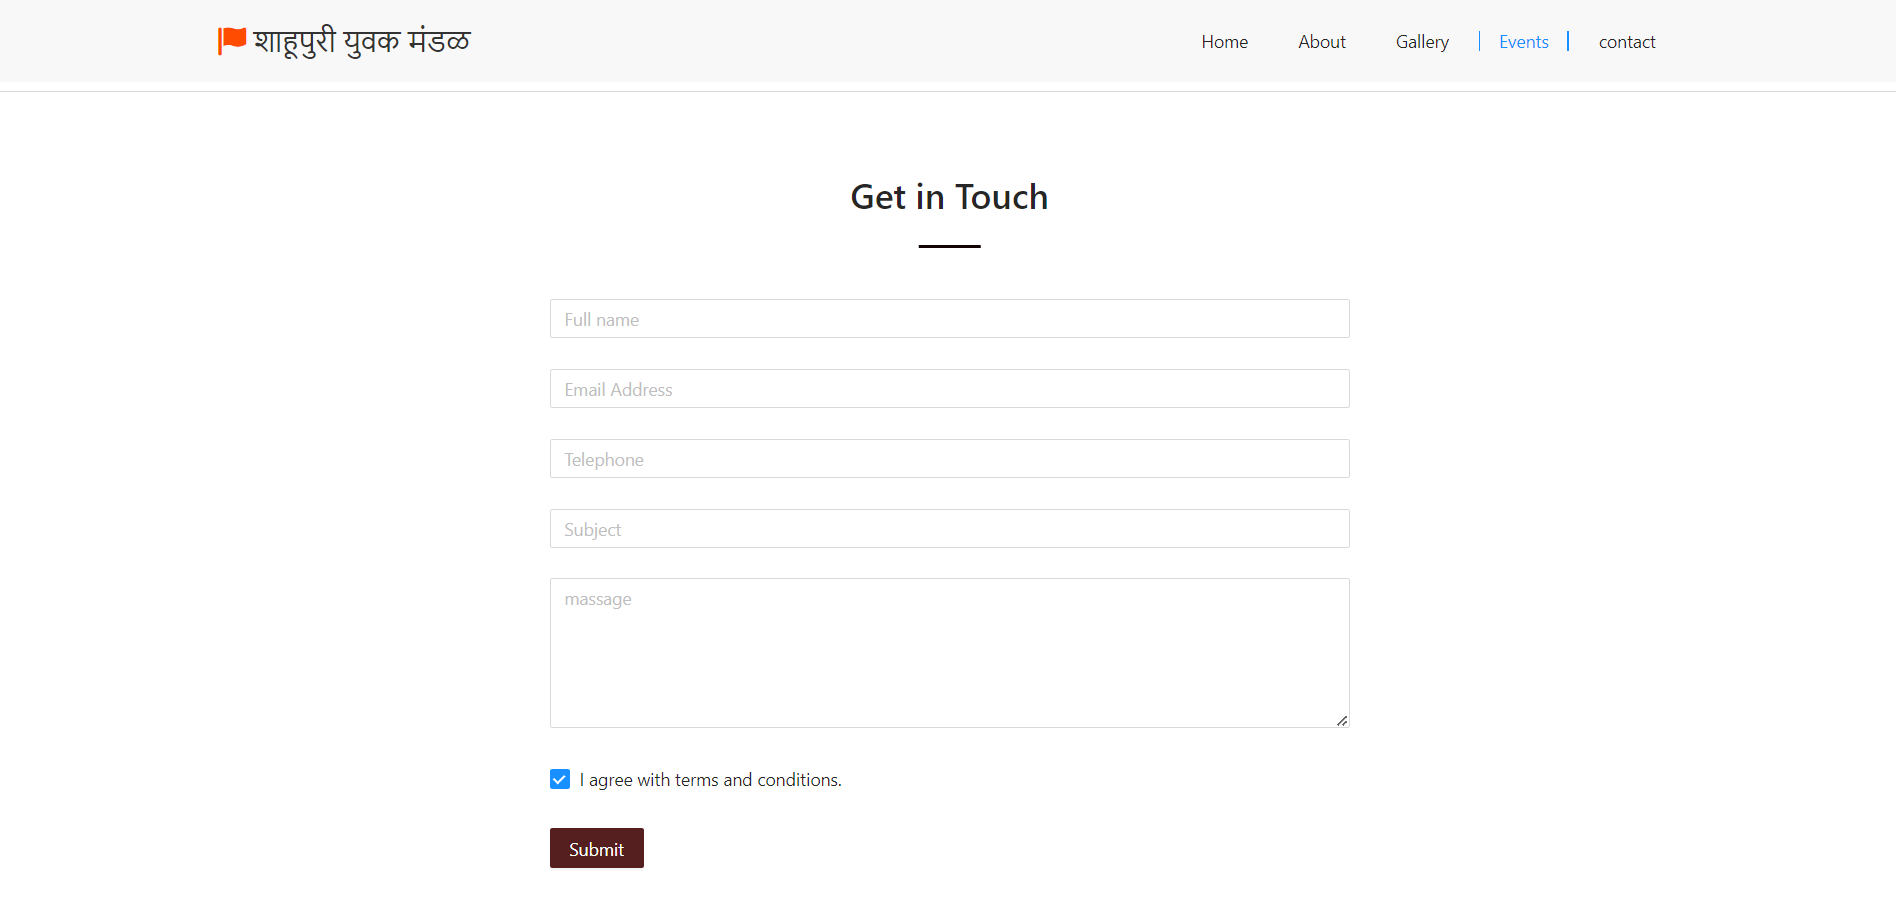 शाहूपुरी युवक मंडळ
Home About Gallery Events contact
Get in Touch
Full name
Email Address
Telephone
Subject
massage
I agree with terms and conditions.
Submit